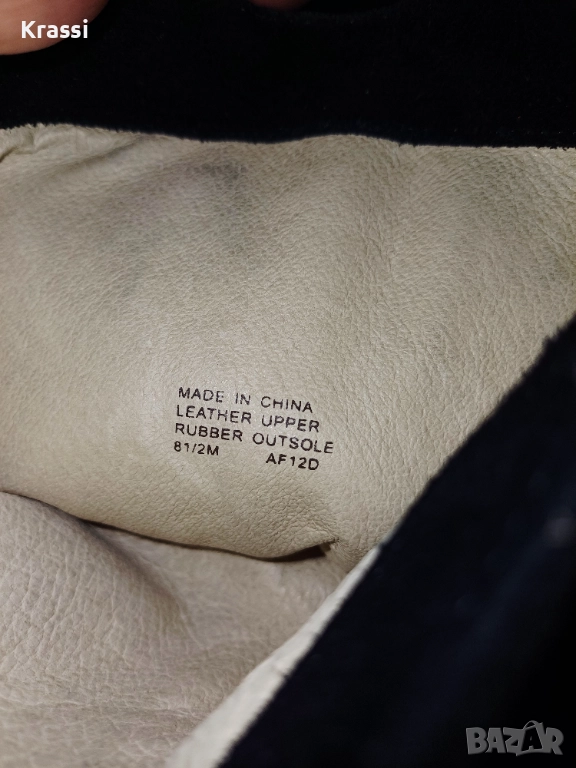 Krassi
MADE IN CHINA
LEATHER UPPER
RUBBER OUTSOLE
81/2M AF12D
BAZAR